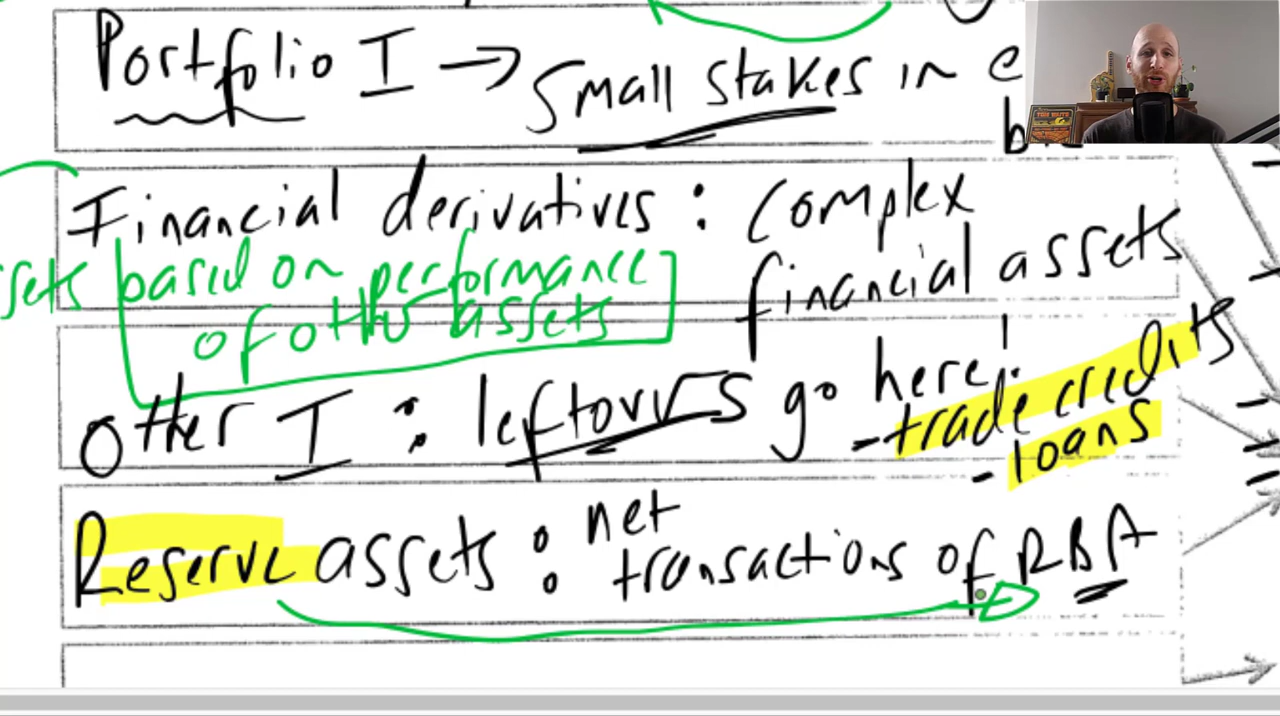 Portfolio I → Small stakes in
Financial derivatives : complex
financial assets
based on performance
of other assets
Other I : leftovers go here!
- trade credits
- loans
Reserve assets : net
transactions of RBA